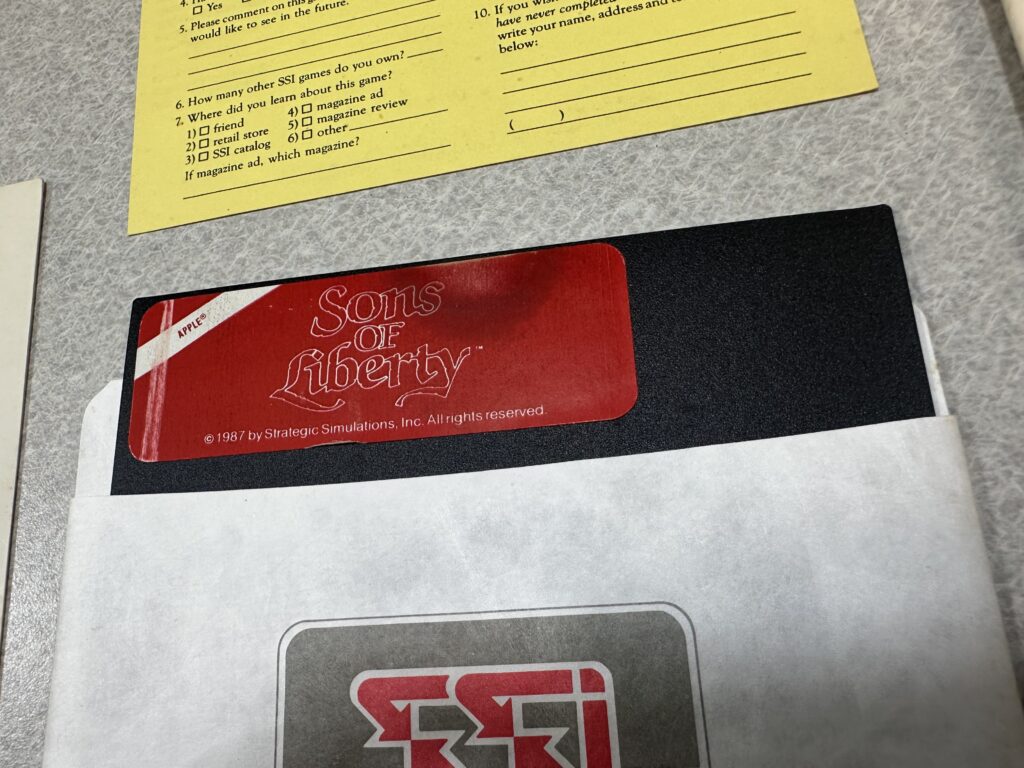 □ Yes
5. Please comment on this
would like to see in the future.
6. How many other SSI games do you own?
7. Where did you learn about this game?
1) □ friend
2) □ retail store
3) □ SSI catalog
4) □ magazine ad
5) □ magazine review
6) □ other
If magazine ad, which magazine?
10. If you
have never completed
write your name, address and
below:
( )
APPLE®
Sons
OF
Liberty™
©1987 by Strategic Simulations, Inc. All rights reserved.
SSI